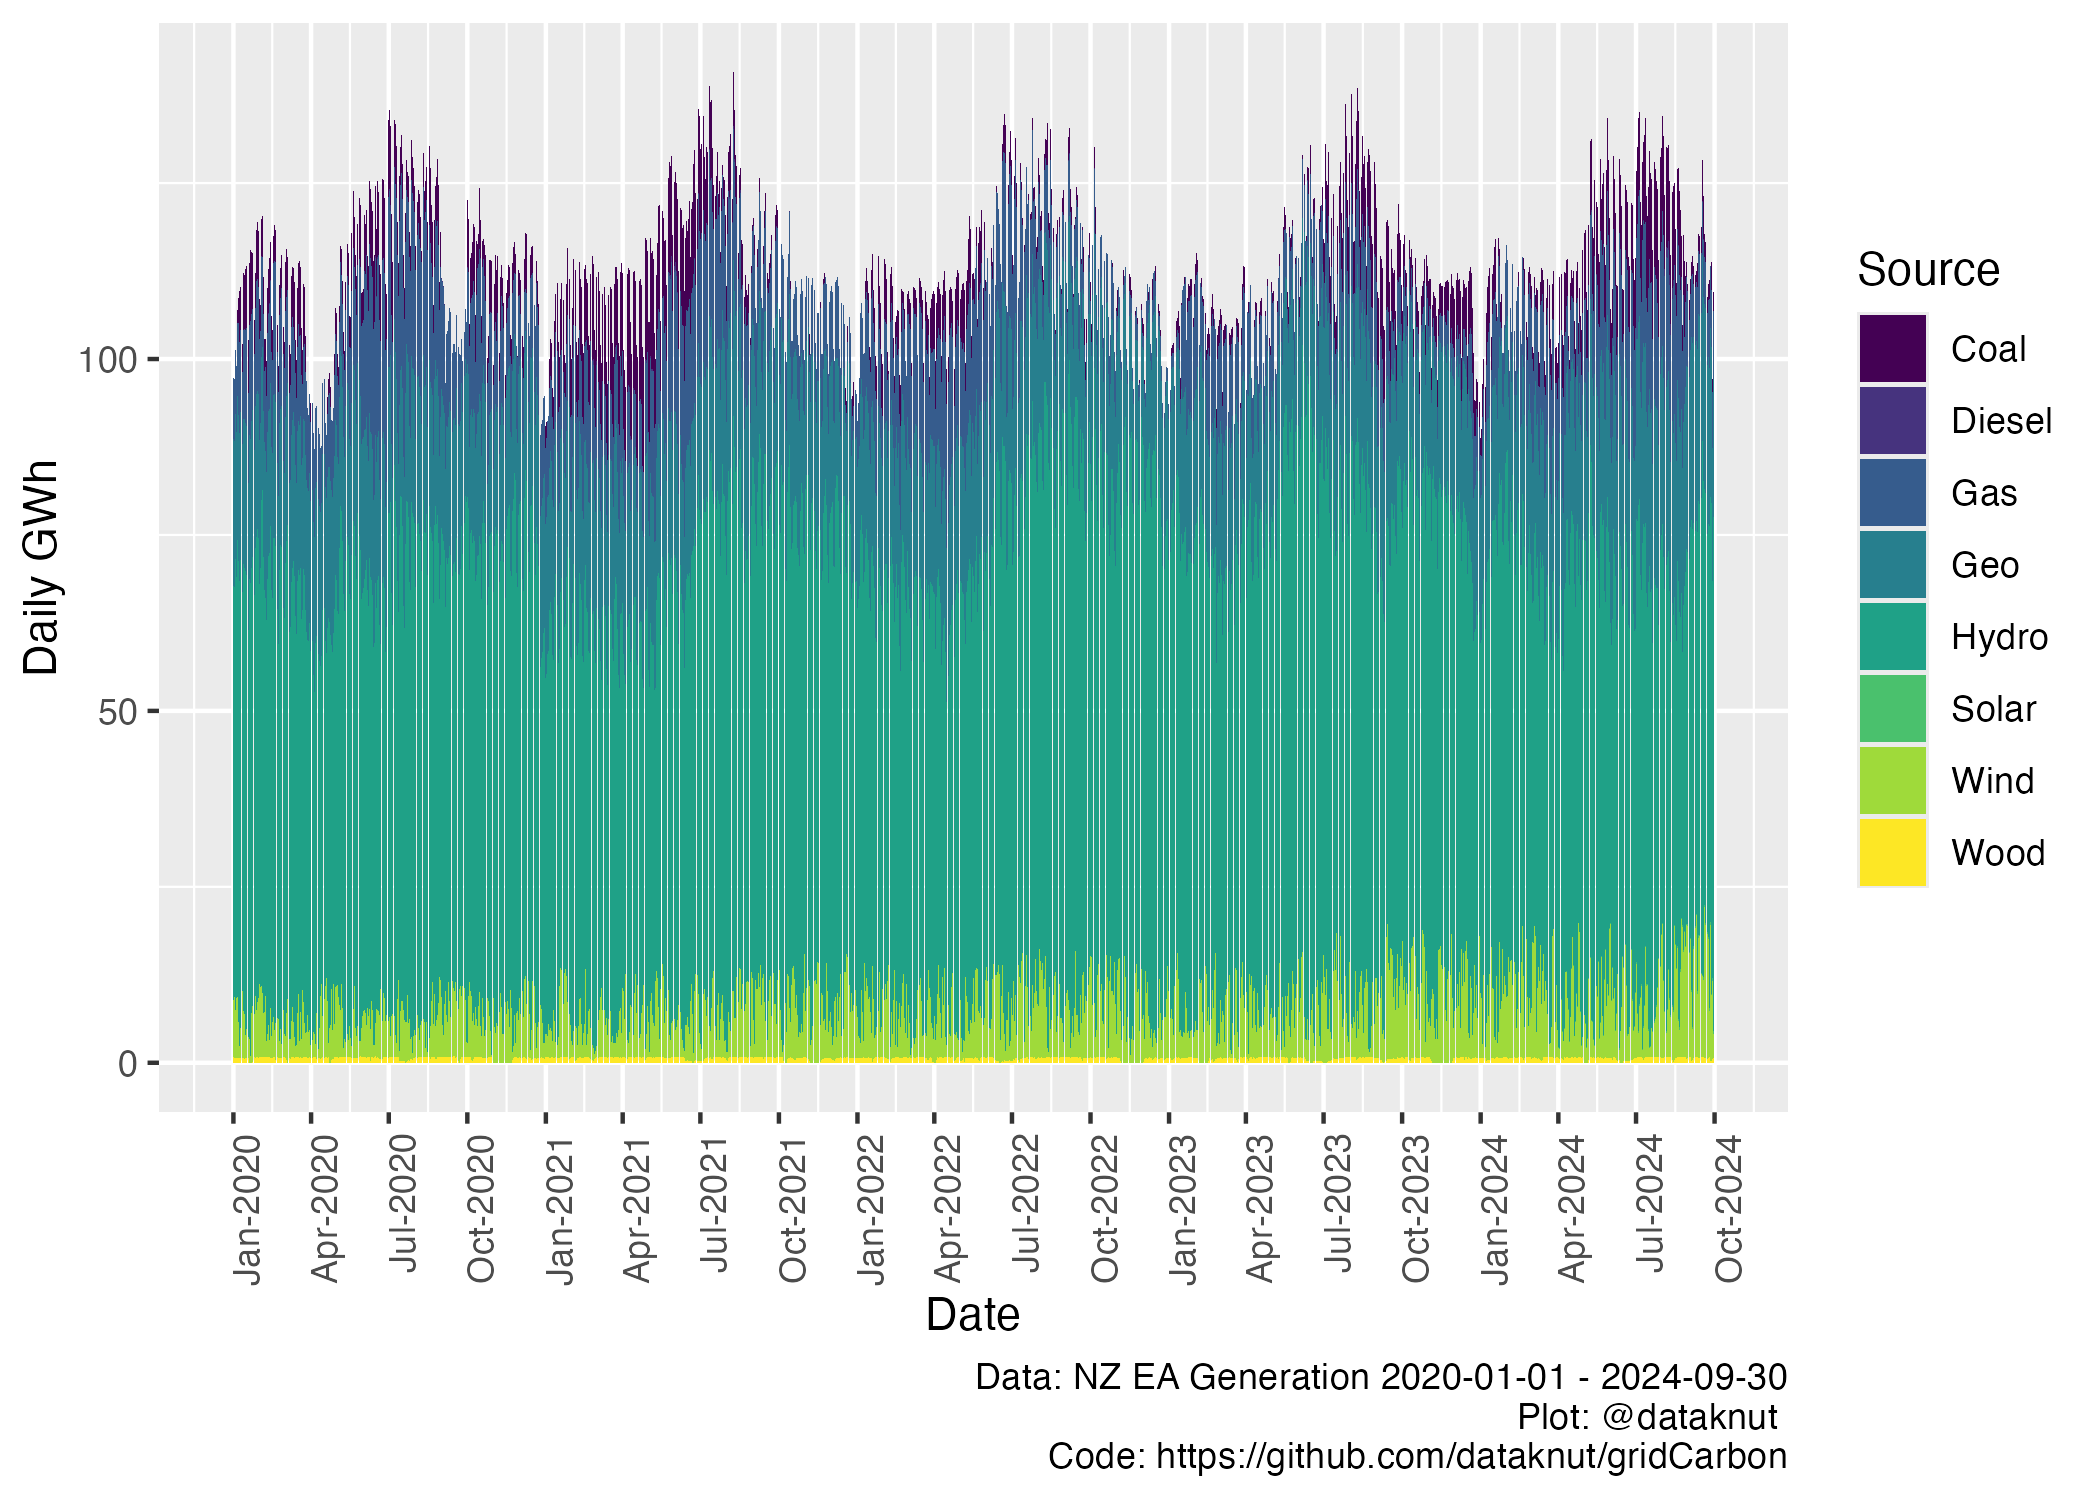 Daily GWh
100
50
0
Jan-2020
Apr-2020
Jul-2020
Oct-2020
Jan-2021
Apr-2021
Jul-2021
Oct-2021
Jan-2022
Apr-2022
Jul-2022
Oct-2022
Jan-2023
Apr-2023
Jul-2023
Oct-2023
Jan-2024
Apr-2024
Jul-2024
Oct-2024
Date
Source
Coal
Diesel
Gas
Geo
Hydro
Solar
Wind
Wood
Data: NZ EA Generation 2020-01-01 - 2024-09-30
Plot: @dataknut
Code: https://github.com/dataknut/gridCarbon